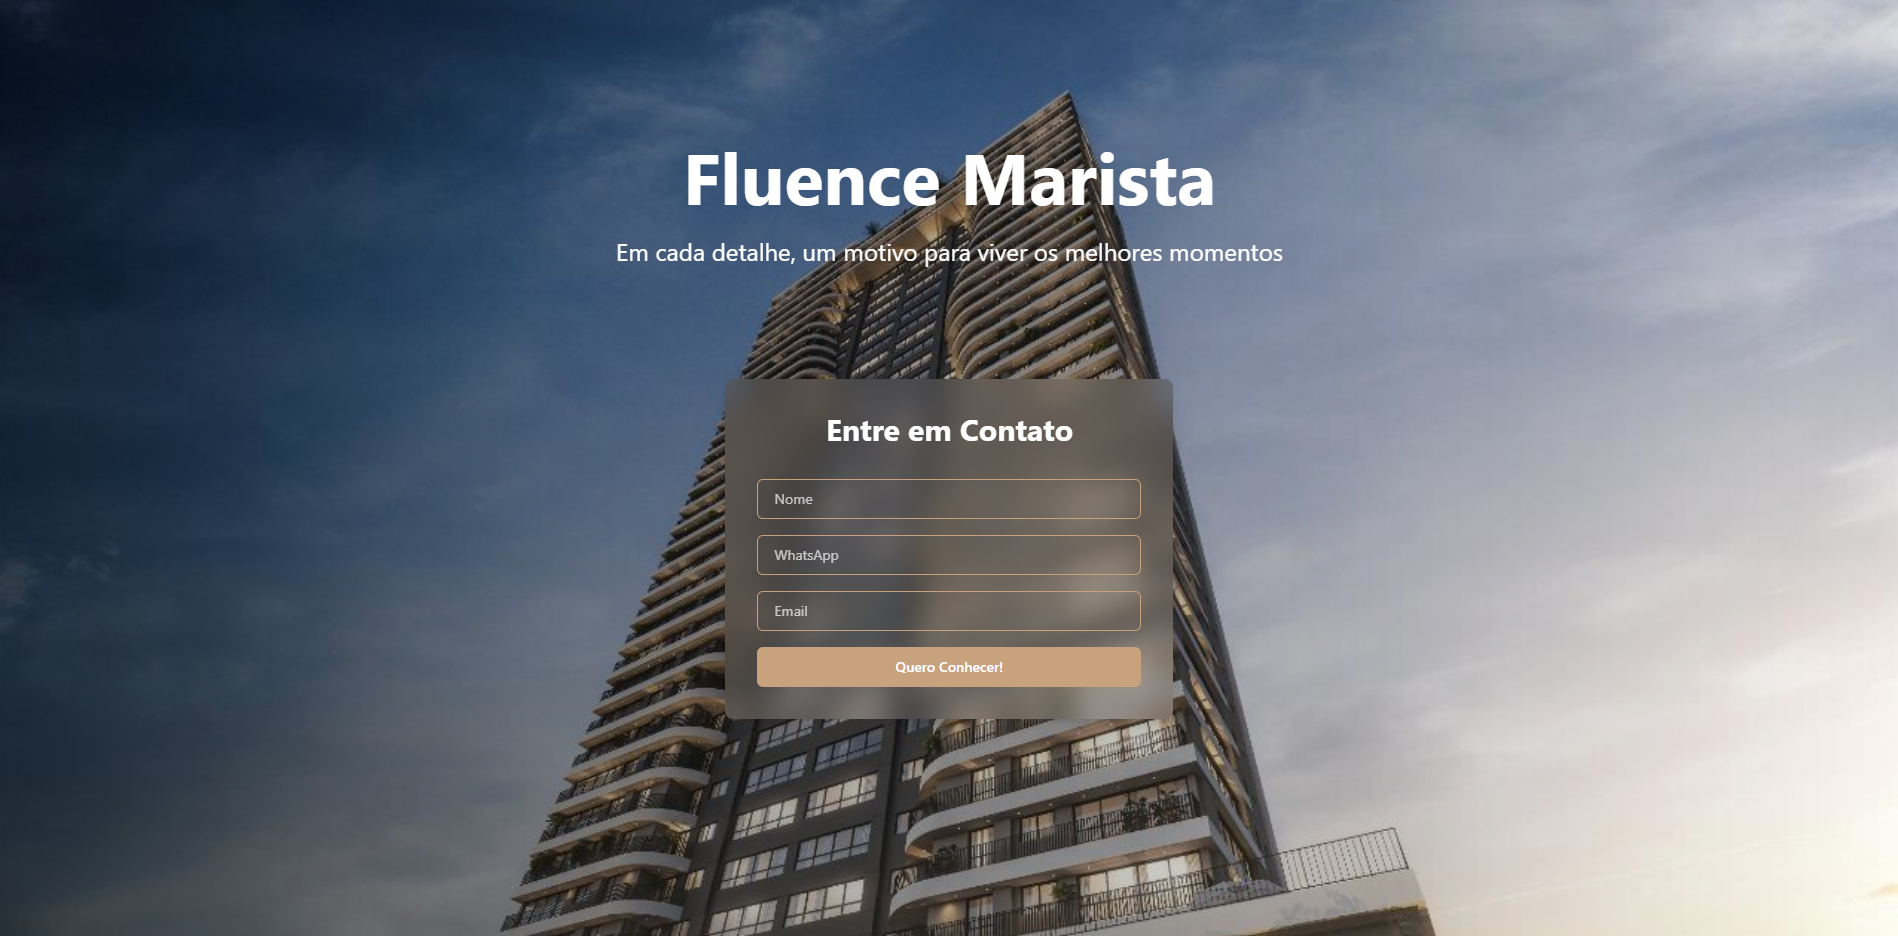 Fluence Marista
Em cada detalhe, um motivo para viver os melhores momentos
Entre em Contato
Nome
WhatsApp
Email
Quero Conhecer!